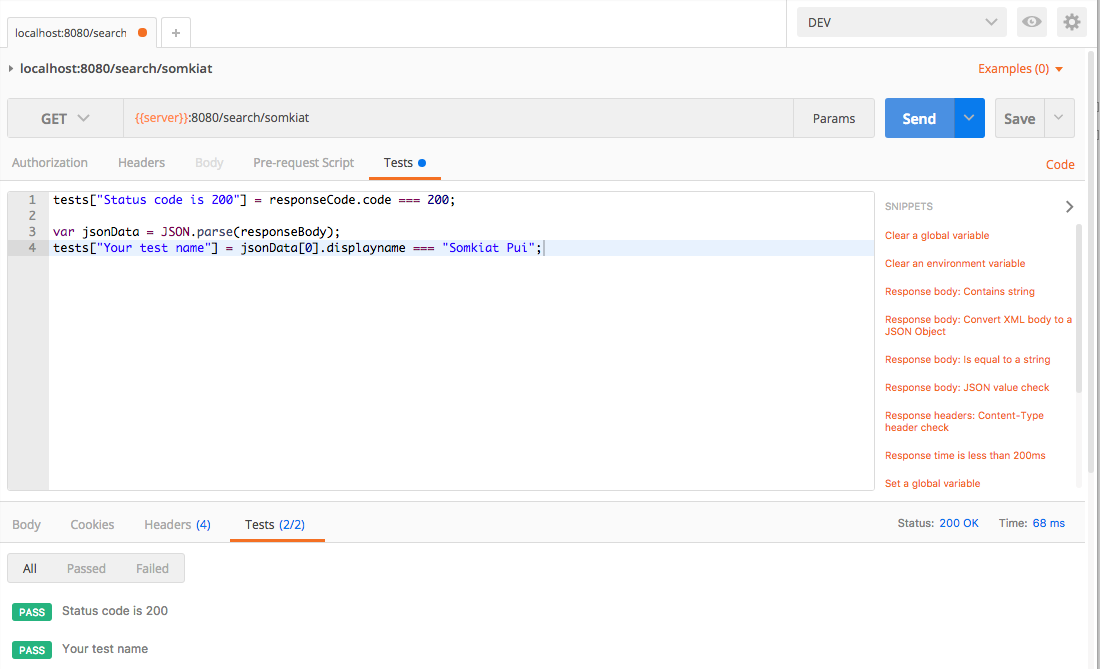 localhost:8080/search
+
DEV
localhost:8080/search/somkiat
Examples (0)
GET
{{server}}:8080/search/somkiat
Params
Send
Save
Authorization
Headers
Body
Pre-request Script
Tests
Code
1 tests["Status code is 200"] = responseCode.code === 200;
2
3 var jsonData = JSON.parse(responseBody);
4 tests["Your test name"] = jsonData[0].displayname === "Somkiat Pui";
SNIPPETS
Clear a global variable
Clear an environment variable
Response body: Contains string
Response body: Convert XML body to a
JSON Object
Response body: Is equal to a string
Response body: JSON value check
Response headers: Content-Type
header check
Response time is less than 200ms
Set a global variable
Body
Cookies
Headers (4)
Tests (2/2)
Status: 200 OK
Time: 68 ms
All
Passed
Failed
PASS Status code is 200
PASS Your test name